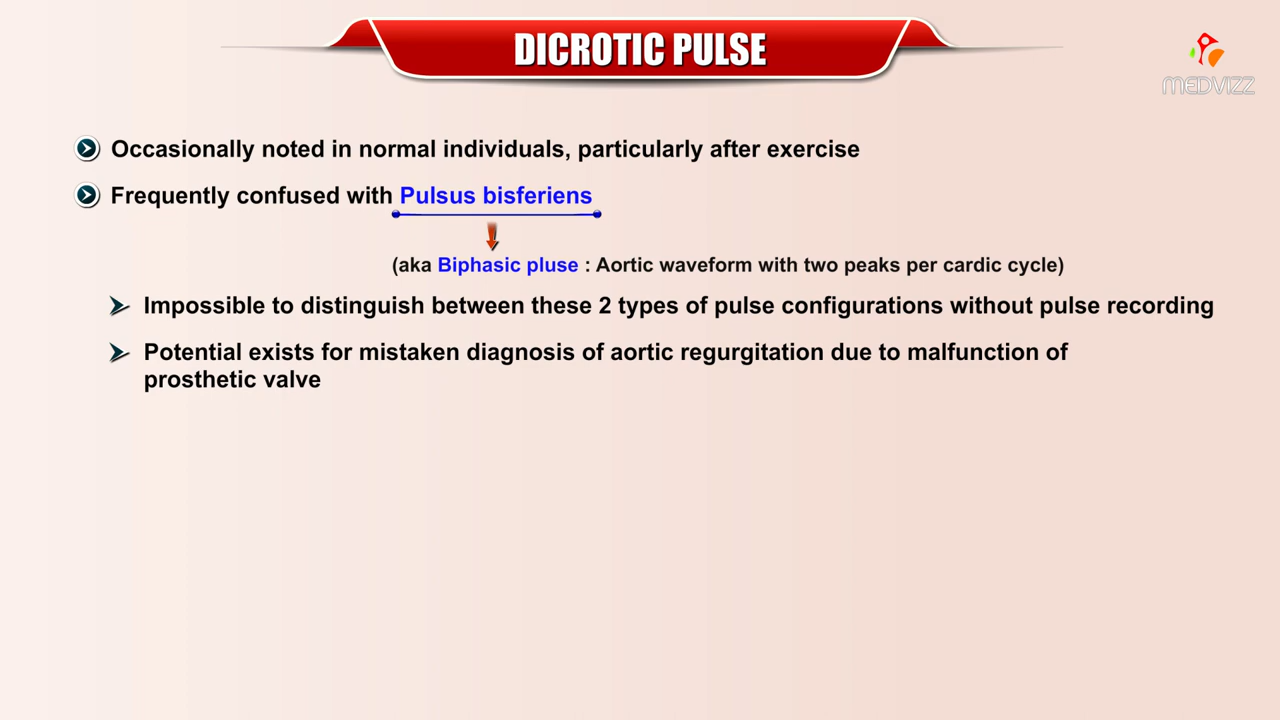 DICROTIC PULSE
MEDVIZZ
Occasionally noted in normal individuals, particularly after exercise
Frequently confused with Pulsus bisferiens
(aka Biphasic pluse : Aortic waveform with two peaks per cardic cycle)
Impossible to distinguish between these 2 types of pulse configurations without pulse recording
Potential exists for mistaken diagnosis of aortic regurgitation due to malfunction of
prosthetic valve